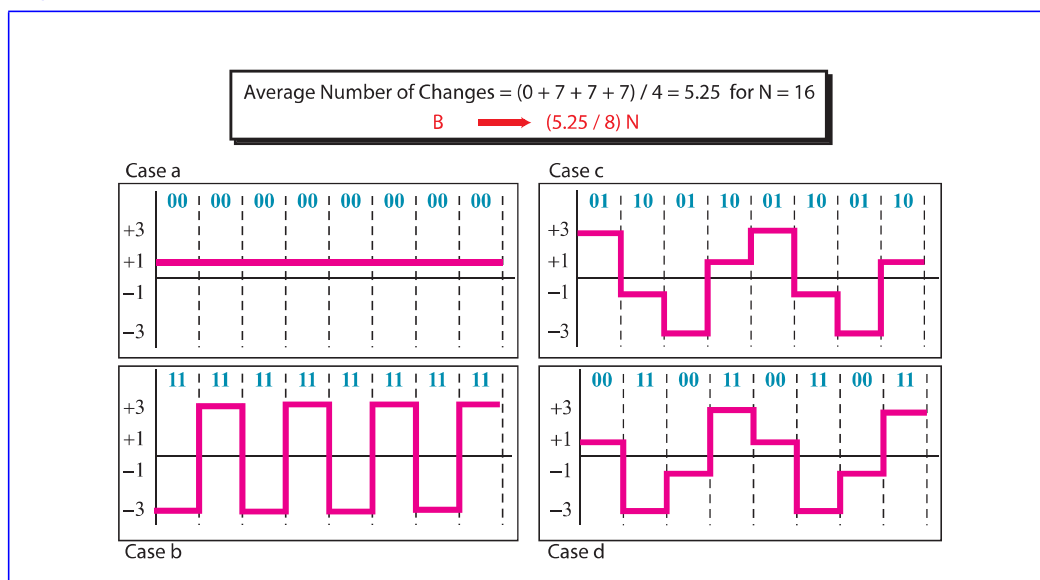 Average Number of Changes = (0 + 7 + 7 + 7) / 4 = 5.25 for N = 16
B (5.25 / 8) N
Case a
00 00 00 00 00 00 00 00
+3
+1
−1
−3
11 11 11 11 11 11 11 11
+3
+1
−1
−3
Case b
Case c
01 10 01 10 01 10 01 10
+3
+1
−1
−3
00 11 00 11 00 11 00 11
+3
+1
−1
−3
Case d